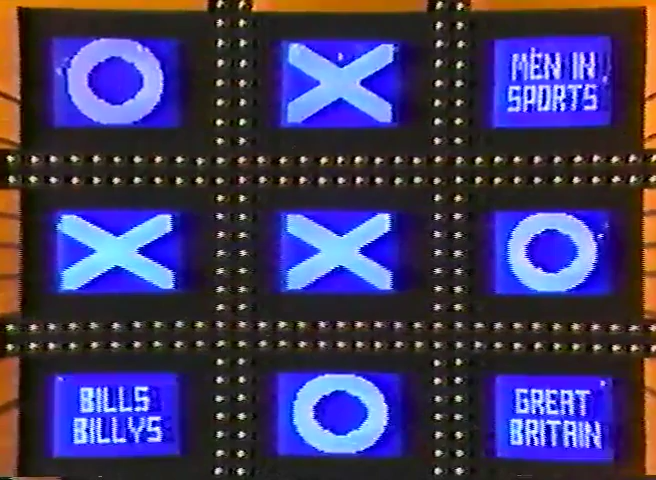 O X MEN IN
SPORTS
X X O
BILLS
BILLYS
O
GREAT
BRITAIN